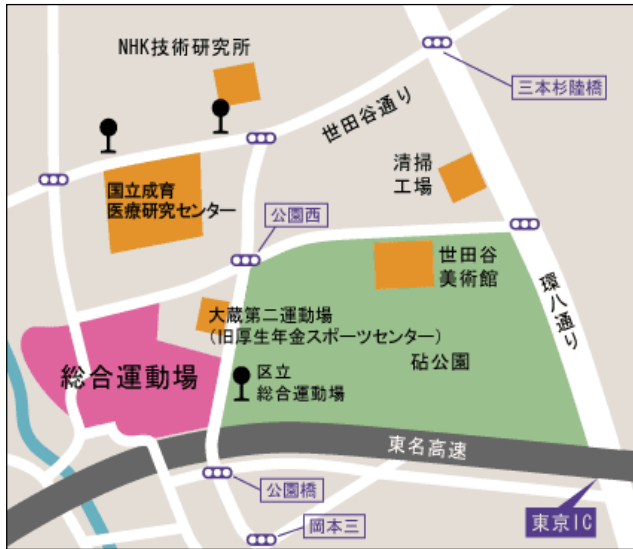 NHK技術研究所
三本杉陸橋
世田谷通り
清掃
工場
国立成育
医療研究センター
公園西
世田谷
美術館
環八通り
大蔵第二運動場
（旧厚生年金スポーツセンター）
砧公園
総合運動場
区立
総合運動場
東名高速
公園橋
岡本三
東京IC